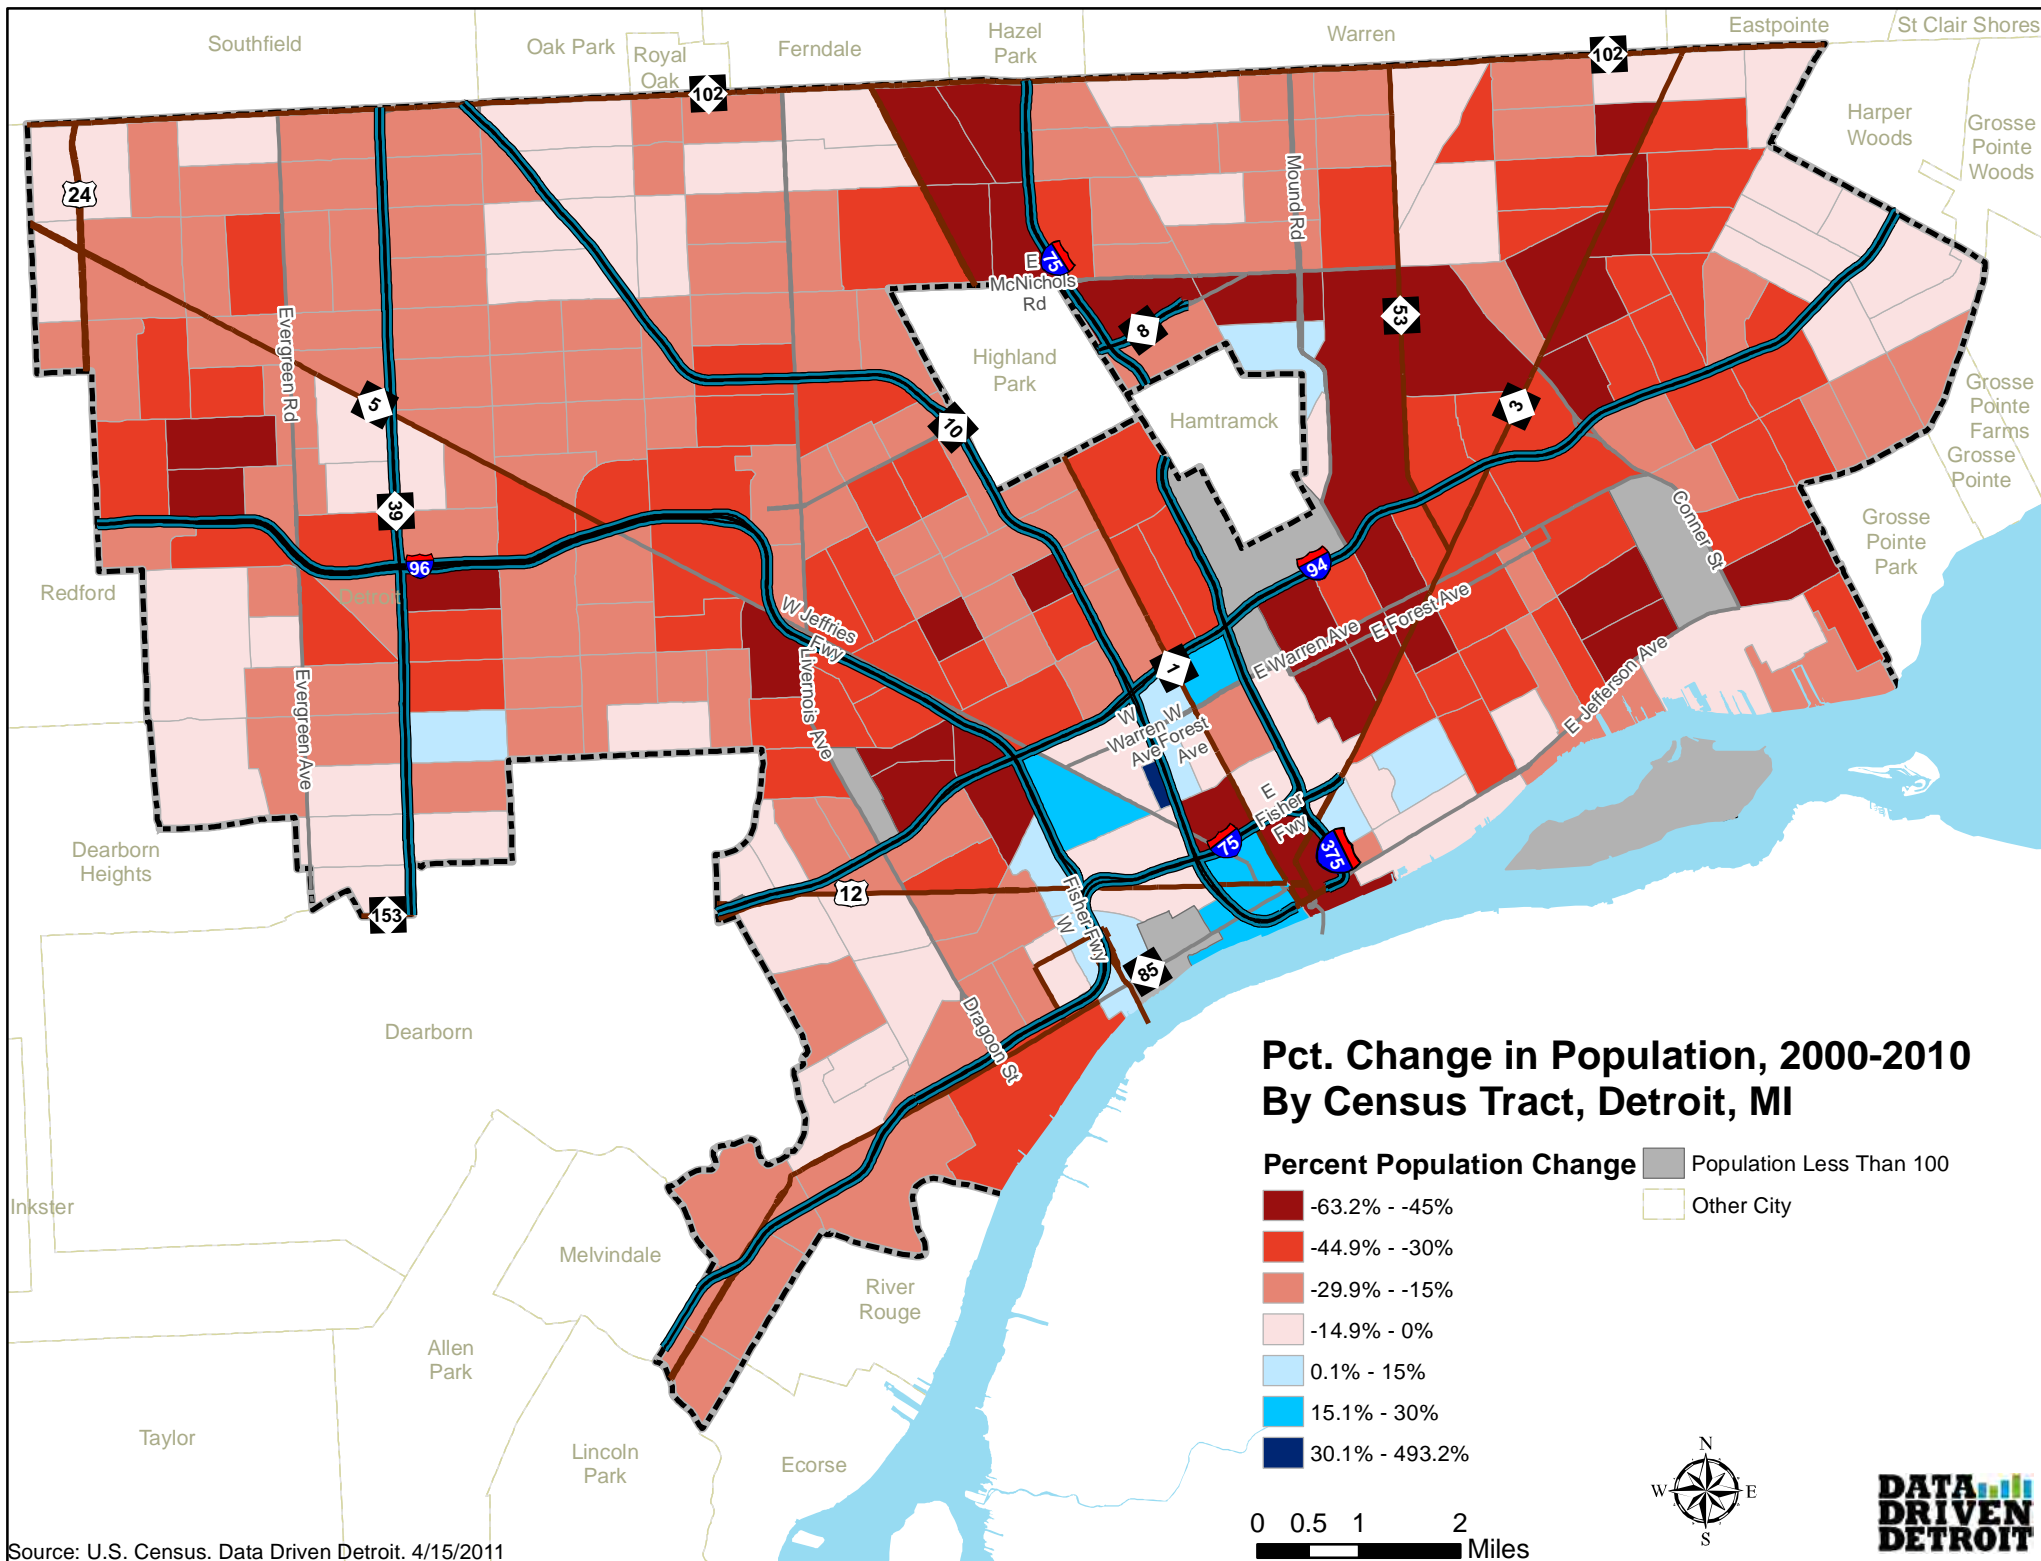 Southfield
Oak Park
Royal
Oak
Ferndale
Hazel
Park
Warren
Eastpointe
St Clair Shores
102
102
Harper
Woods
Grosse
Pointe
Woods
24
Mound Rd
75
E
McNichols
Rd
8
53
Evergreen Rd
Highland
Park
5
10
Hamtramck
3
Grosse
Pointe
Farms
Grosse
Pointe
39
Conner St
Grosse
Pointe
Park
96
94
Redford
Detroit
W Jeffries
Fwy
E Forest Ave
E Warren Ave
1
Livernois Ave
Evergreen Ave
E Jefferson Ave
W
Warren
Ave
W
Forest
Ave
E
Fisher
Fwy
75
375
Dearborn
Heights
12
153
Fisher Fwy
W
85
Dragoon St
Dearborn
Inkster
Melvindale
River
Rouge
Allen
Park
Taylor
Lincoln
Park
Ecorse
Pct. Change in Population, 2000-2010
By Census Tract, Detroit, MI
Percent Population Change
-63.2% - -45%
-44.9% - -30%
-29.9% - -15%
-14.9% - 0%
0.1% - 15%
15.1% - 30%
30.1% - 493.2%
Population Less Than 100
Other City
0 0.5 1 2
Miles
N
W E
S
DATA
DRIVEN
DETROIT
Source: U.S. Census. Data Driven Detroit. 4/15/2011